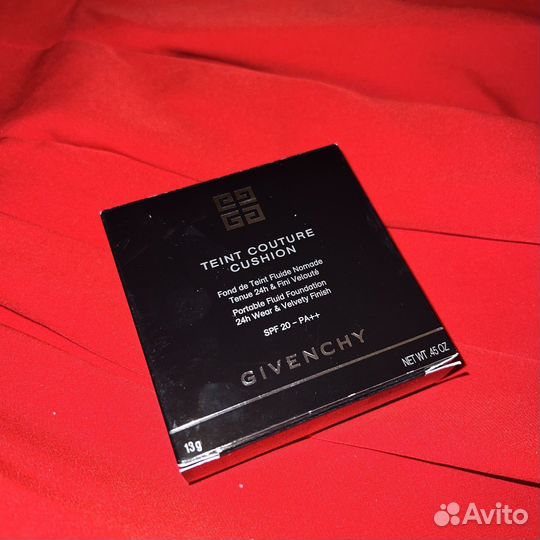 TEINT COUTURE
CUSHION
Fond de Teint Fluide Nomade
Tenue 24h & Fini Velouté
Portable Fluid Foundation
24h Wear & Velvety Finish
SPF 20 - PA++
GIVENCHY
13g
NET WT. .45 OZ
Avito